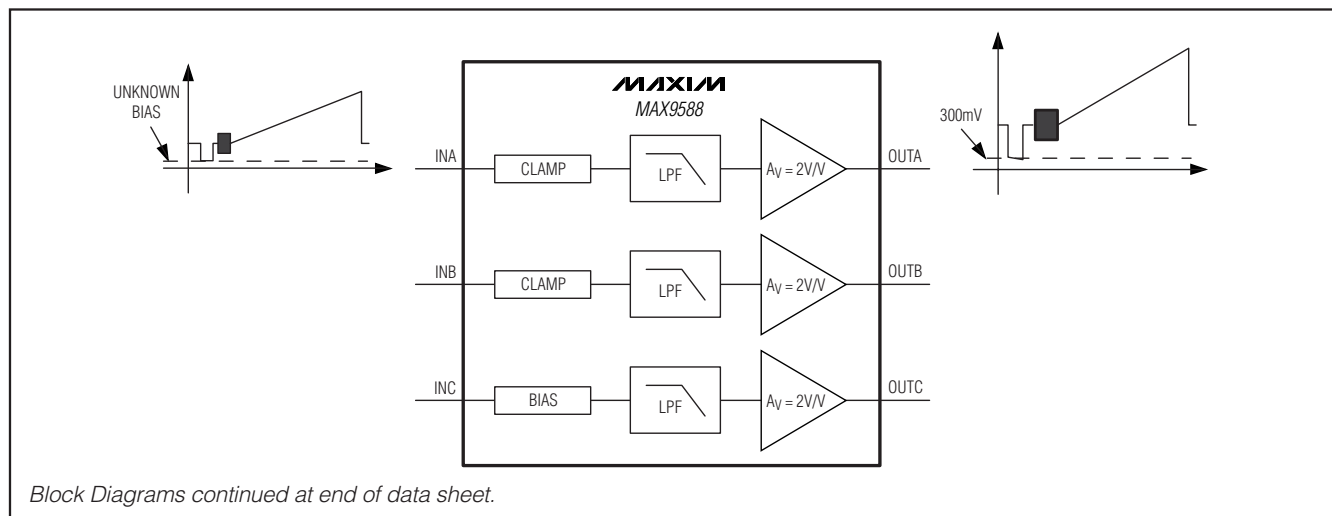 UNKNOWN
BIAS
MAXIM
MAX9588
300mV
INA
CLAMP
LPF
AV = 2V/V
OUTA
INB
CLAMP
LPF
AV = 2V/V
OUTB
INC
BIAS
LPF
AV = 2V/V
OUTC
Block Diagrams continued at end of data sheet.